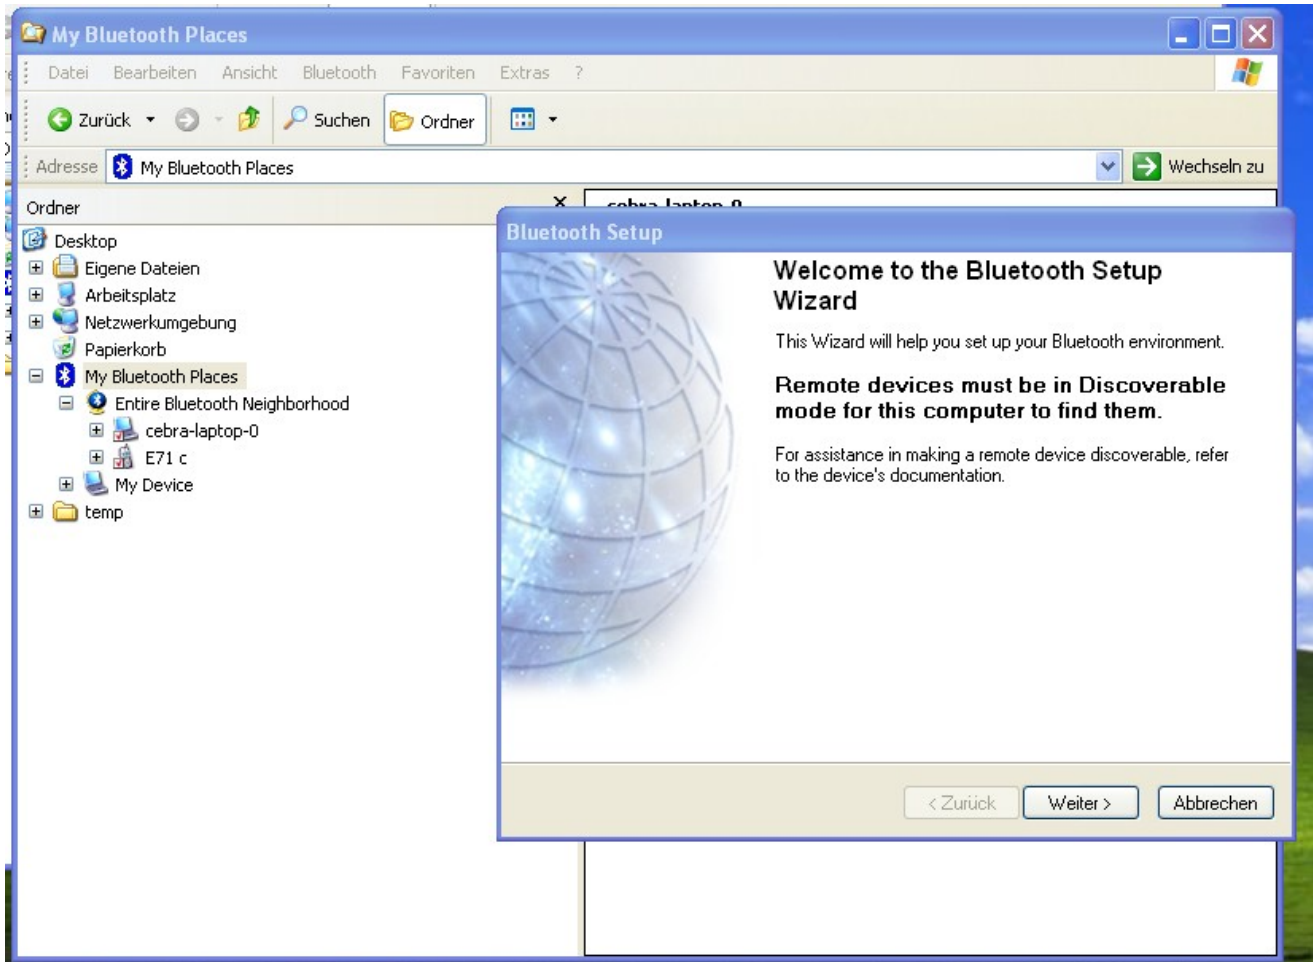 My Bluetooth Places
Datei Bearbeiten Ansicht Bluetooth Favoriten Extras ?
Zurück Suchen Ordner
Adresse My Bluetooth Places Wechseln zu
Ordner
Desktop
Eigene Dateien
Arbeitsplatz
Netzwerkumgebung
Papierkorb
My Bluetooth Places
Entire Bluetooth Neighborhood
cebra-laptop-0
E71 c
My Device
temp
cebra-laptop-0
Bluetooth Setup
Welcome to the Bluetooth Setup
Wizard
This Wizard will help you set up your Bluetooth environment.
Remote devices must be in Discoverable
mode for this computer to find them.
For assistance in making a remote device discoverable, refer
to the device's documentation.
< Zurück Weiter > Abbrechen